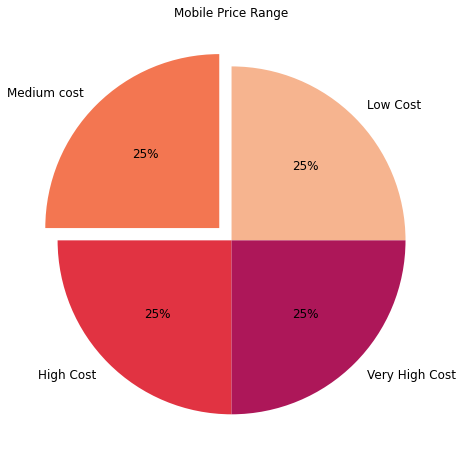 Mobile Price Range
Medium cost
Low Cost
25%
25%
25%
25%
High Cost
Very High Cost